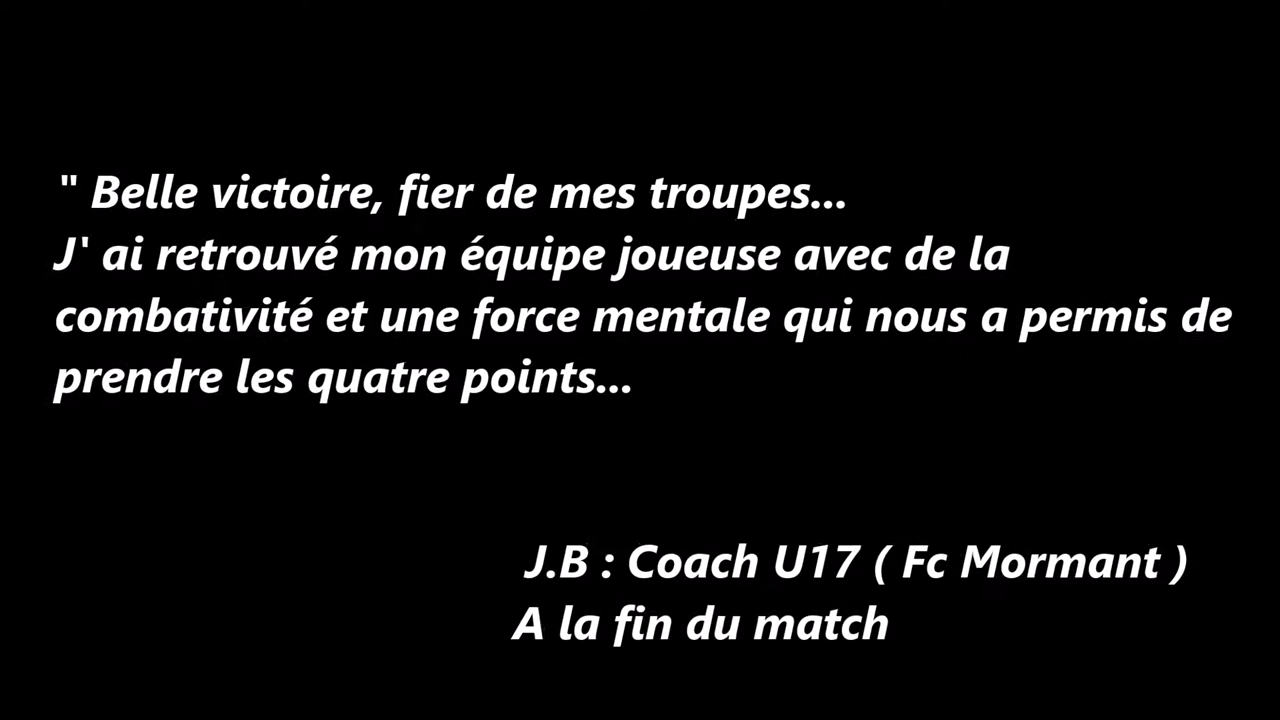 " Belle victoire, fier de mes troupes...
J' ai retrouvé mon équipe joueuse avec de la
combativité et une force mentale qui nous a permis de
prendre les quatre points...
J.B : Coach U17 ( Fc Mormant )
A la fin du match